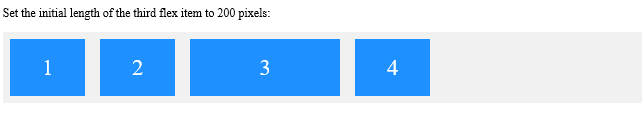 Set the initial length of the third flex item to 200 pixels:
1 2 3 4